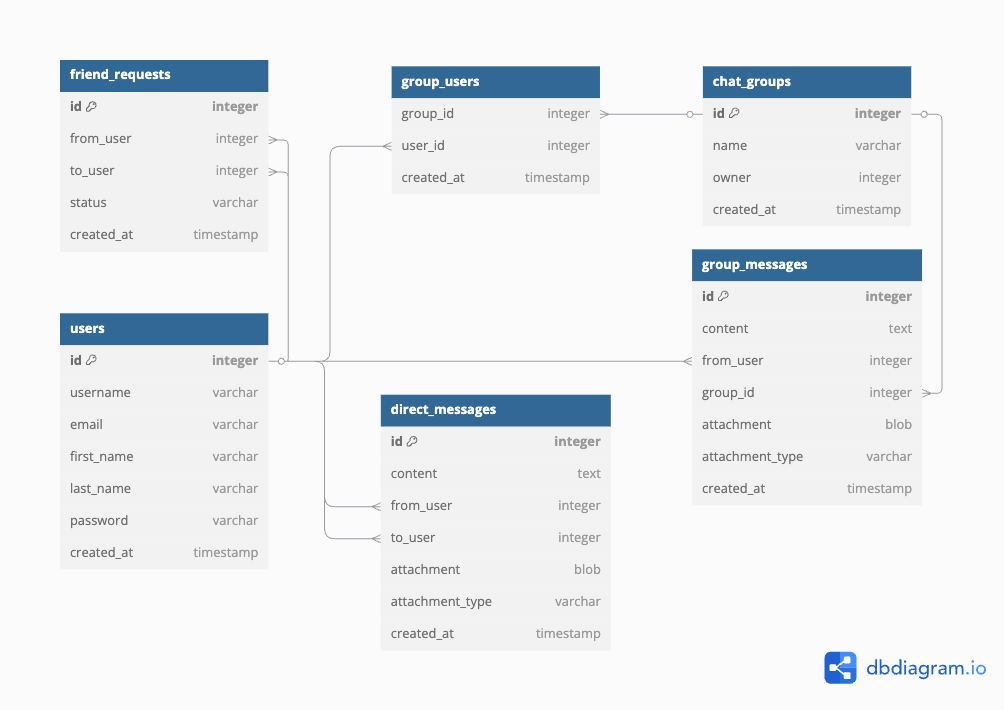 friend_requests
id integer
from_user integer
to_user integer
status varchar
created_at timestamp
group_users
group_id integer
user_id integer
created_at timestamp
chat_groups
id integer
name varchar
owner integer
created_at timestamp
group_messages
id integer
content text
from_user integer
group_id integer
attachment blob
attachment_type varchar
created_at timestamp
users
id integer
username varchar
email varchar
first_name varchar
last_name varchar
password varchar
created_at timestamp
direct_messages
id integer
content text
from_user integer
to_user integer
attachment blob
attachment_type varchar
created_at timestamp
dbdiagram.io